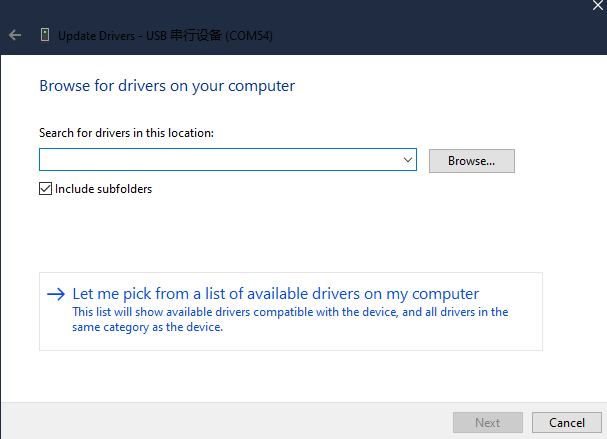 Update Drivers - USB 串行设备 (COM54)
Browse for drivers on your computer
Search for drivers in this location:
Browse...
Include subfolders
Let me pick from a list of available drivers on my computer
This list will show available drivers compatible with the device, and all drivers in the
same category as the device.
Next
Cancel